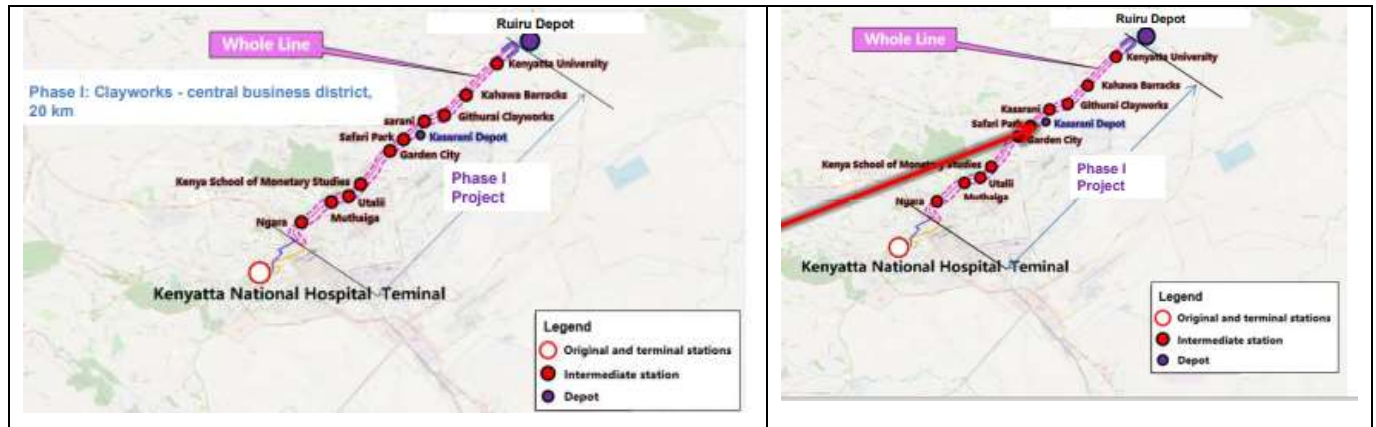 Ruiru Depot
Whole Line
Kenyatta University
Phase I: Clayworks - central business district,
20 km
Kahawa Barracks
sarani
Githurai Clayworks
Safari Park
Kasarani Depot
Garden City
Kenya School of Monetary Studies
Phase I
Project
Utalii
Muthaiga
Ngara
Kenyatta National Hospital Teminal
Legend
Original and terminal stations
Intermediate station
Depot
Ruiru Depot
Whole Line
Kenyatta University
Kahawa Barracks
Kasarani
Githurai Clayworks
Safari Park
Kasarani Depot
Garden City
Kenya School of Monetary Studies
Phase I
Project
Utalii
Muthaiga
Ngara
Kenyatta National Hospital Teminal
Legend
Original and terminal stations
Intermediate station
Depot